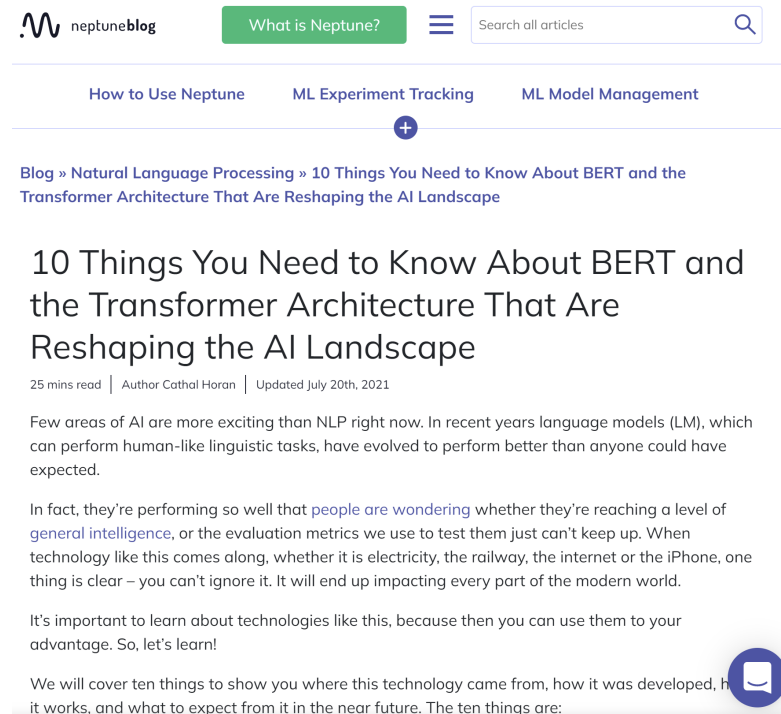 neptuneblog
What is Neptune?
Search all articles
How to Use Neptune
ML Experiment Tracking
ML Model Management
Blog » Natural Language Processing » 10 Things You Need to Know About BERT and the
Transformer Architecture That Are Reshaping the AI Landscape
10 Things You Need to Know About BERT and
the Transformer Architecture That Are
Reshaping the AI Landscape
25 mins read | Author Cathal Horan | Updated July 20th, 2021
Few areas of AI are more exciting than NLP right now. In recent years language models (LM), which
can perform human-like linguistic tasks, have evolved to perform better than anyone could have
expected.
In fact, they're performing so well that people are wondering whether they're reaching a level of
general intelligence, or the evaluation metrics we use to test them just can't keep up. When
technology like this comes along, whether it is electricity, the railway, the internet or the iPhone, one
thing is clear – you can't ignore it. It will end up impacting every part of the modern world.
It's important to learn about technologies like this, because then you can use them to your
advantage. So, let's learn!
We will cover ten things to show you where this technology came from, how it was developed,
it works, and what to expect from it in the near future. The ten things are: